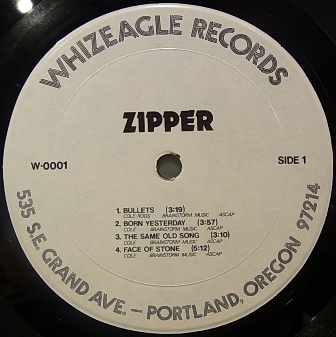 WHIZEAGLE RECORDS
ZIPPER
W-0001
SIDE 1
1. BULLETS (3:19)
COLE-ROGS BRAINSTORM MUSIC ASCAP
2. BORN YESTERDAY (3:57)
COLE BRAINSTORM MUSIC ASCAP
3. THE SAME OLD SONG (3:10)
COLE BRAINSTORM MUSIC ASCAP
4. FACE OF STONE (5:12)
COLE BRAINSTORM MUSIC ASCAP
535 S.E. GRAND AVE. – PORTLAND, OREGON 97214